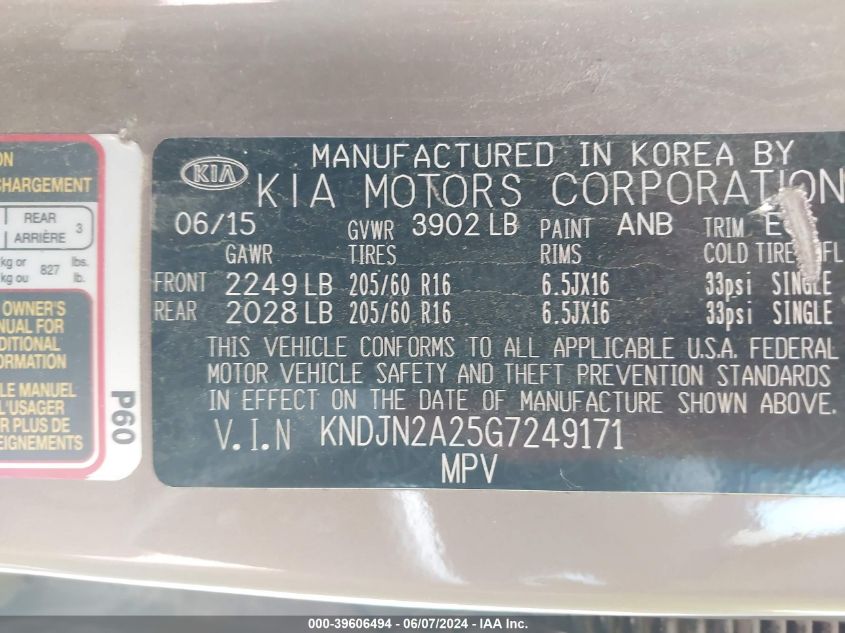 ON
CHARGEMENT
REAR
ARRIÈRE 3
kg or 827 lbs.
kg ou lb.
OWNER'S
NUAL FOR
DITIONAL
ORMATION
LE MANUEL
L'USAGER
R PLUS DE
EIGNEMENTS
P60
KIA
MANUFACTURED IN KOREA BY
KIA MOTORS CORPORATION
06/15 GVWR 3902 LB PAINT ANB TRIM
GAWR TIRES RIMS COLD TIRE
FRONT 2249 LB 205/60 R16 6.5JX16 33psi SINGLE
REAR 2028 LB 205/60 R16 6.5JX16 33psi SINGLE
THIS VEHICLE CONFORMS TO ALL APPLICABLE U.S.A. FEDERAL
MOTOR VEHICLE SAFETY AND THEFT PREVENTION STANDARDS
IN EFFECT ON THE DATE OF MANUFACTURE SHOWN ABOVE.
V.I.N KNDJN2A25G7249171
MPV
000-39606494 - 06/07/2024 - IAA Inc.